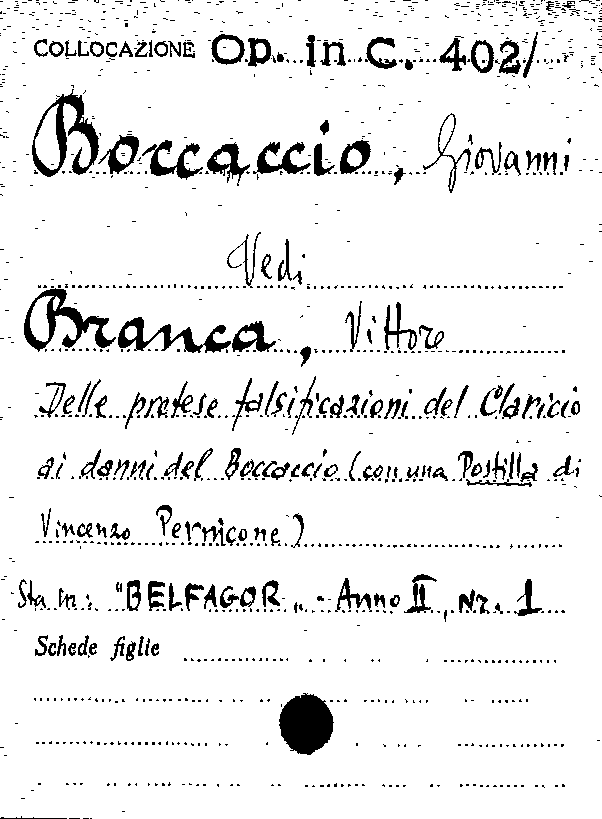 COLLOCAZIONE Op. in C. 402/
Boccaccio, Giovanni
Vedi
Branca, Vittore
Delle pretese falsificazioni del Claricio
ai danni del Boccaccio (con una Postilla di
Vincenzo Pernicone)
Sta in: "BELFAGOR„ - Anno II, Nr. 1
Schede figlie